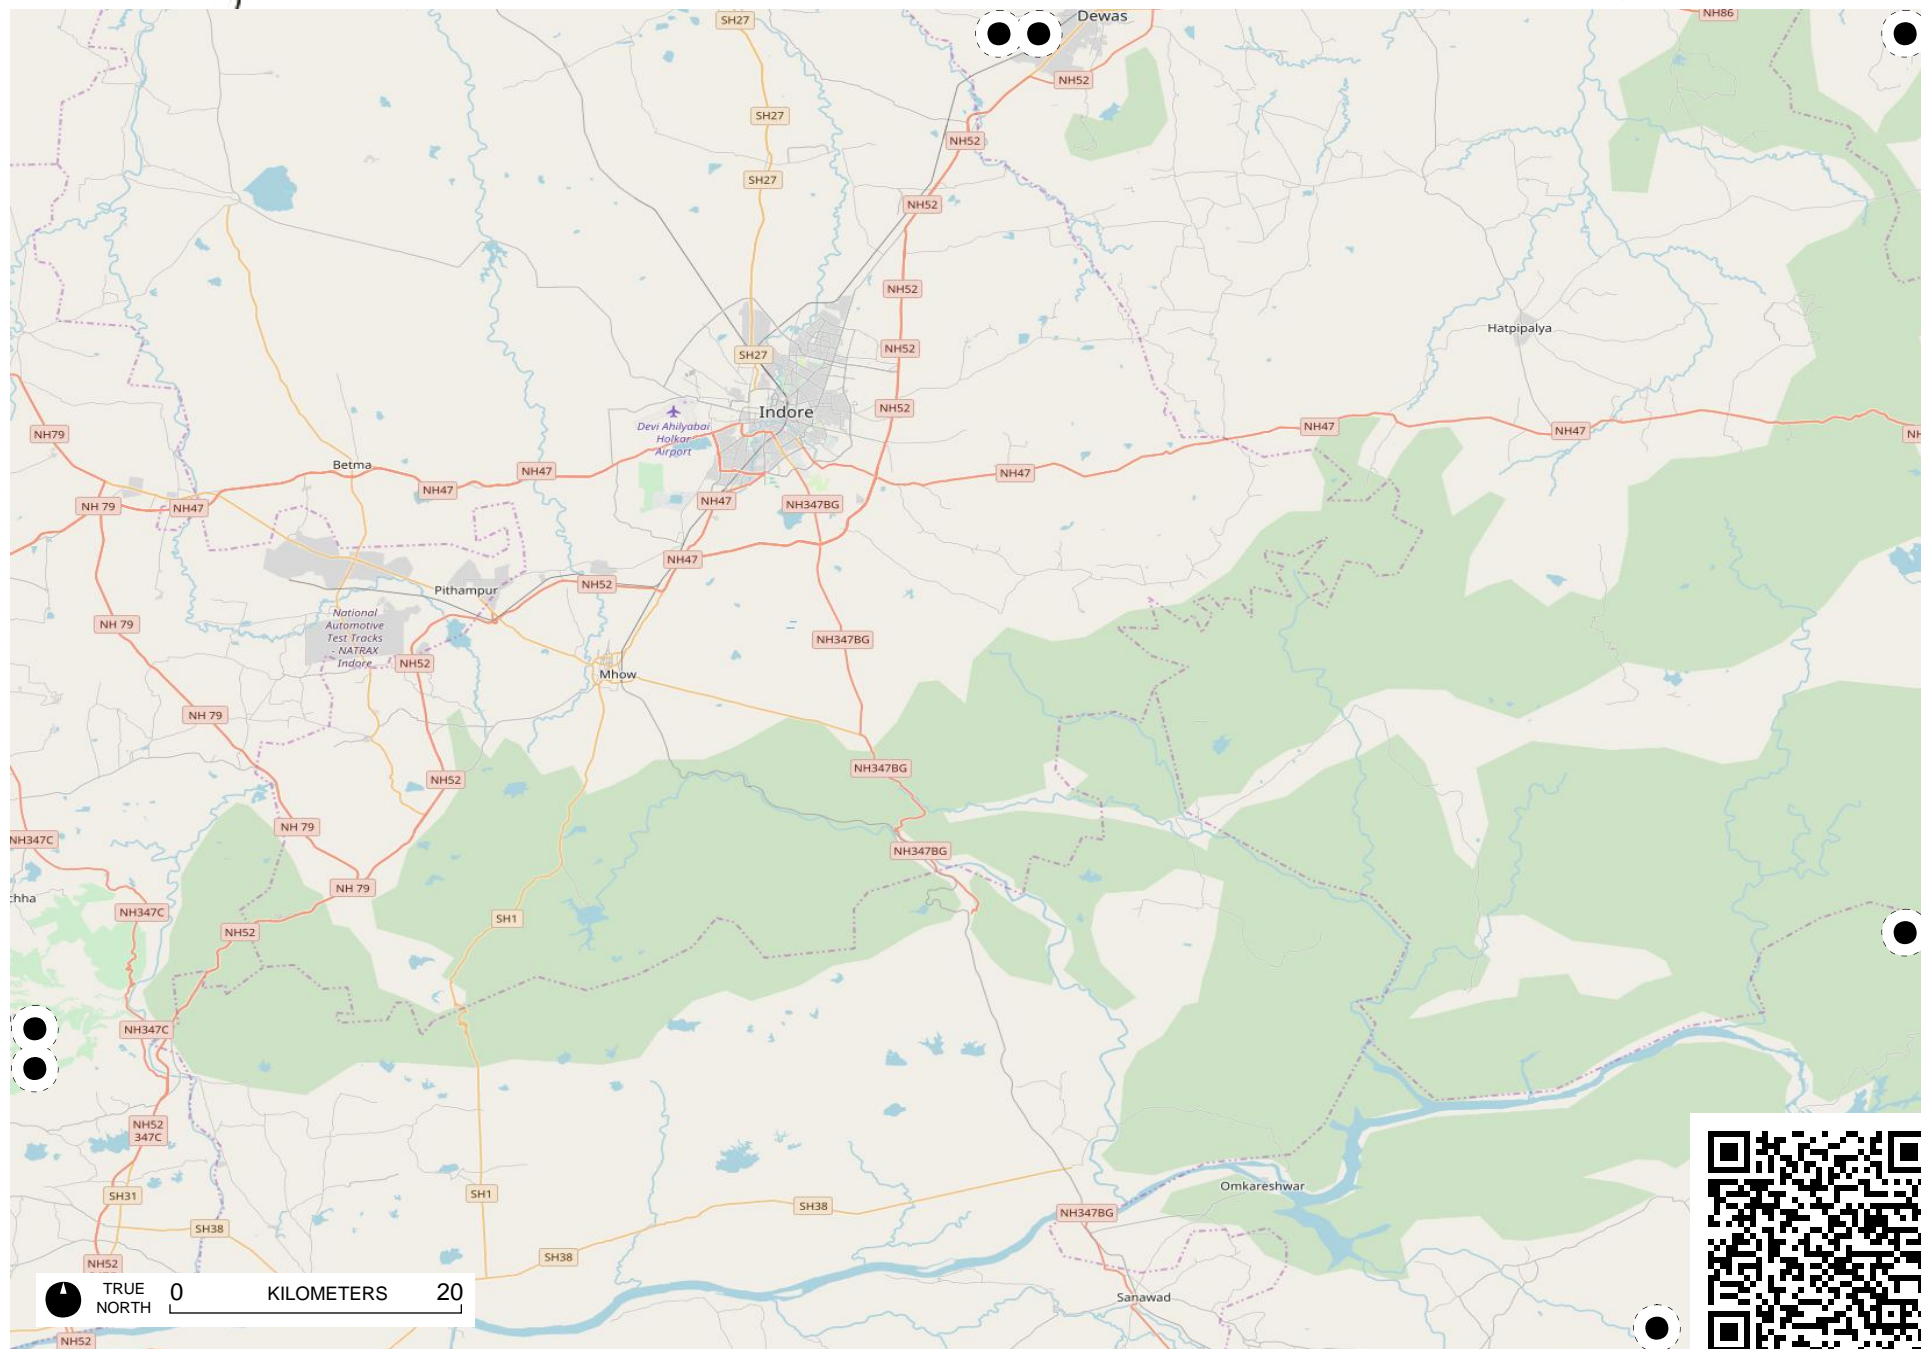 SH27
Dewas
NH86
NH52
SH27
NH52
SH27
NH52
NH52
Hatpipalya
NH52
SH27
NH52
Indore
Devi Ahilyabai
Holkar
Airport
NH47
NH47
NH79
NH47
Betma
NH47
NH47
NH47
NH 79
NH47
NH347BG
NH47
NH52
Pithampur
National
Automotive
Test Tracks
- NATRAX
Indore
NH 79
NH347BG
NH52
Mhow
NH 79
NH347BG
NH52
NH 79
NH347C
NH347BG
NH 79
chha
NH347C
SH1
NH52
NH347C
NH52
347C
Omkareshwar
SH1
SH31
SH38
NH347BG
SH38
SH38
NH52
TRUE
NORTH
0 KILOMETERS 20
Sanawad
NH52